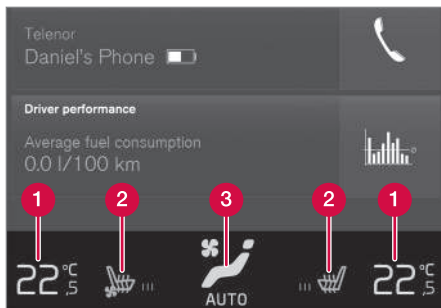 Telenor
Daniel's Phone
Driver performance
Average fuel consumption
0.0 l/100 km
1 2 3 2 1
22°C,5 22°C,5
AUTO